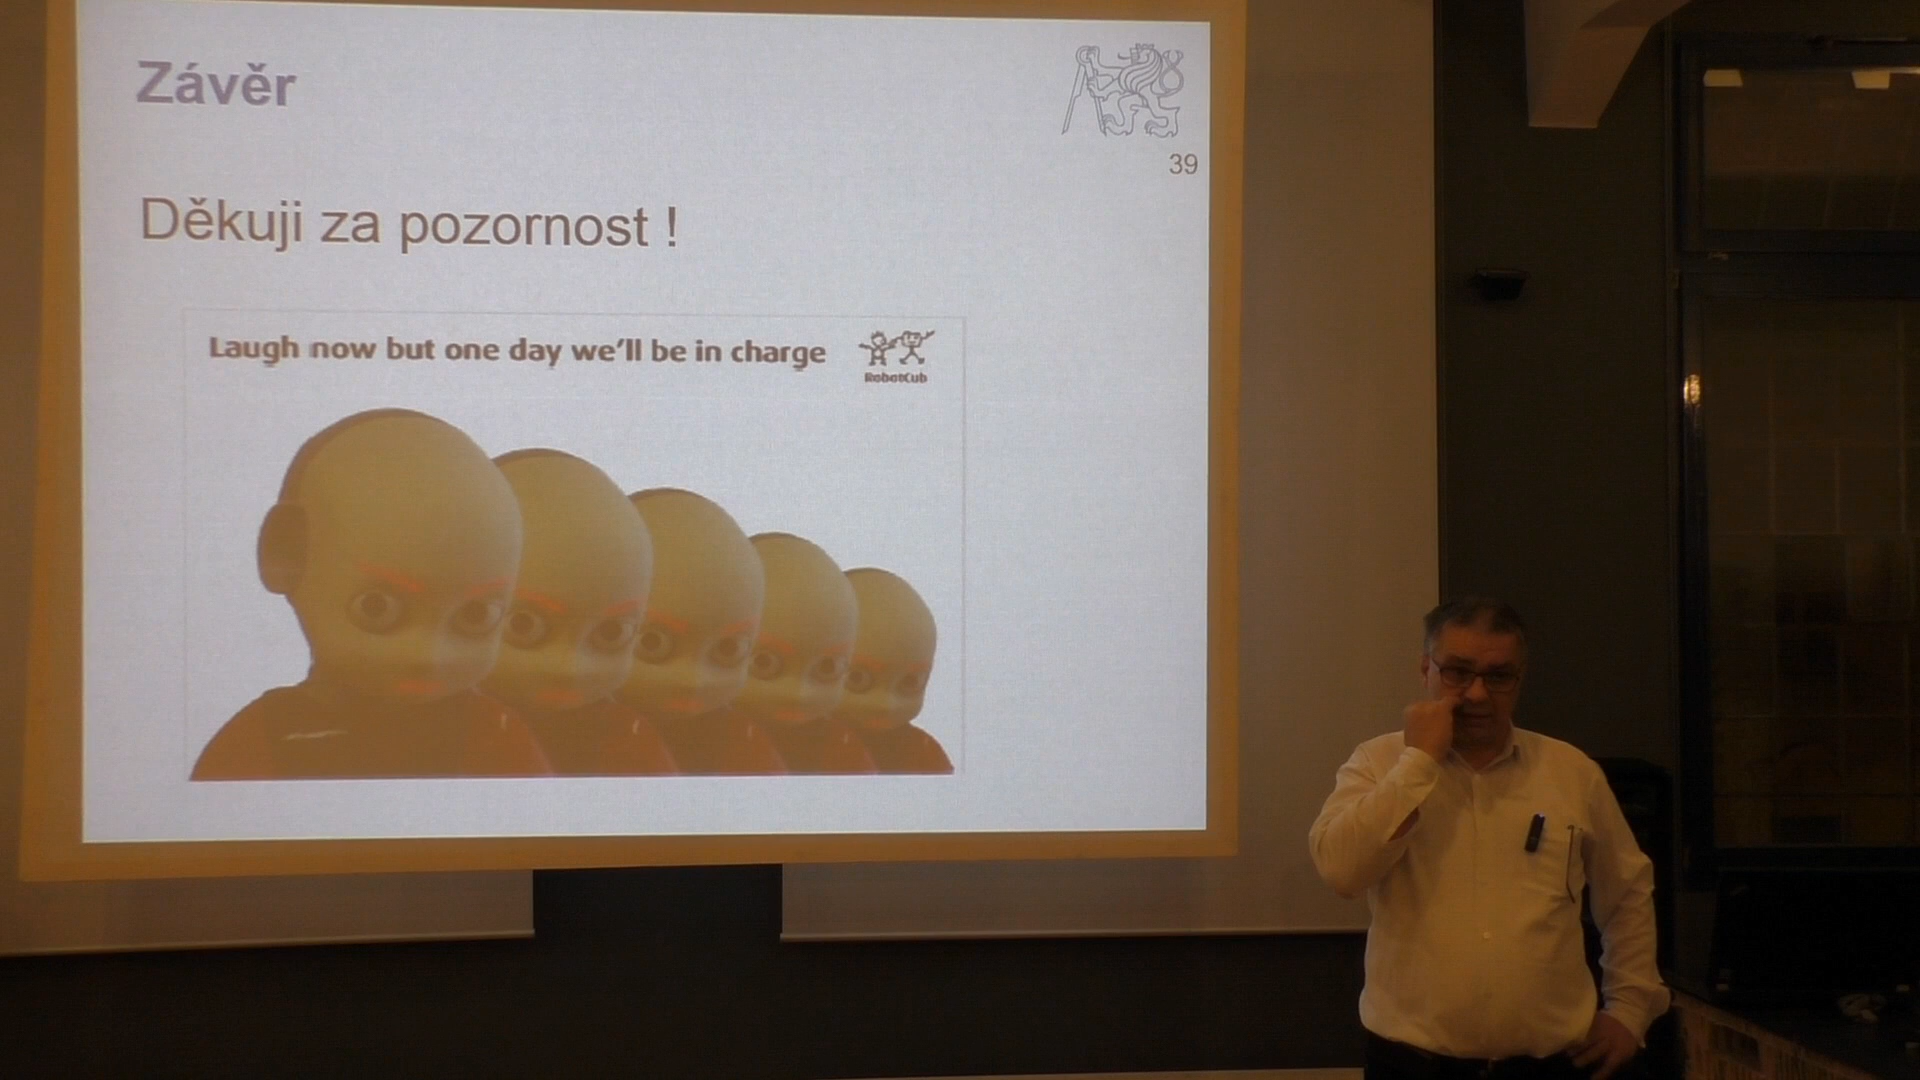 Závěr
39
Děkuji za pozornost !
Laugh now but one day we'll be in charge
RobotCub